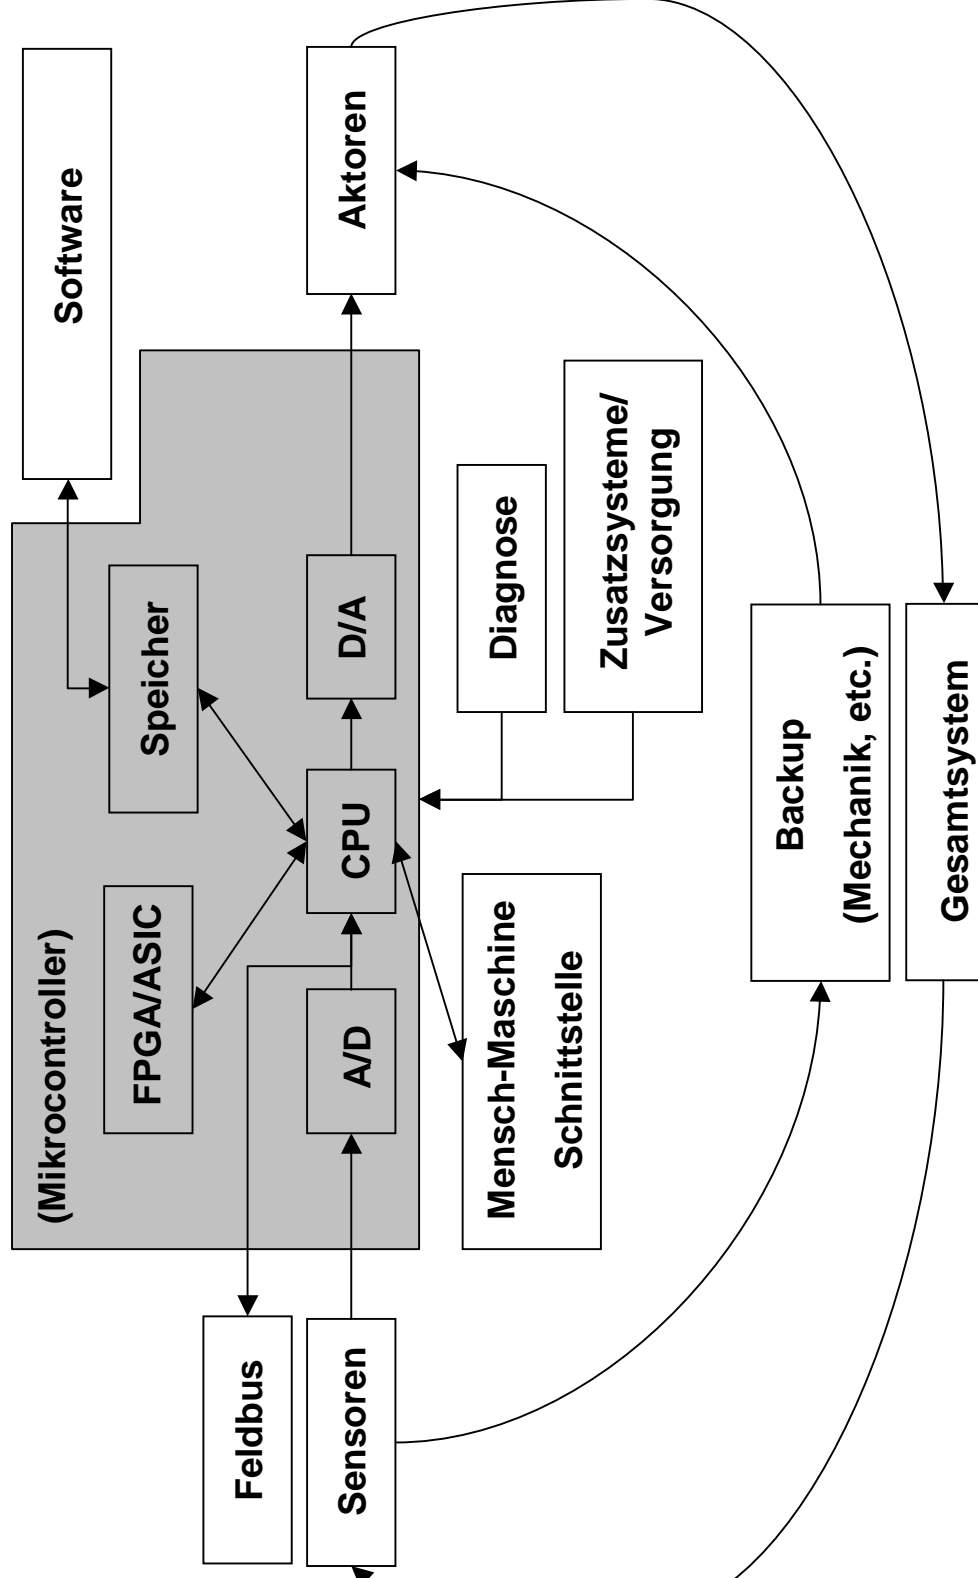 Software
(Mikrocontroller)
Speicher
FPGA/ASIC
Feldbus
Sensoren
A/D
CPU
D/A
Aktoren
Mensch-Maschine
Schnittstelle
Diagnose
Zusatzsysteme/
Versorgung
Backup
(Mechanik, etc.)
Gesamtsystem